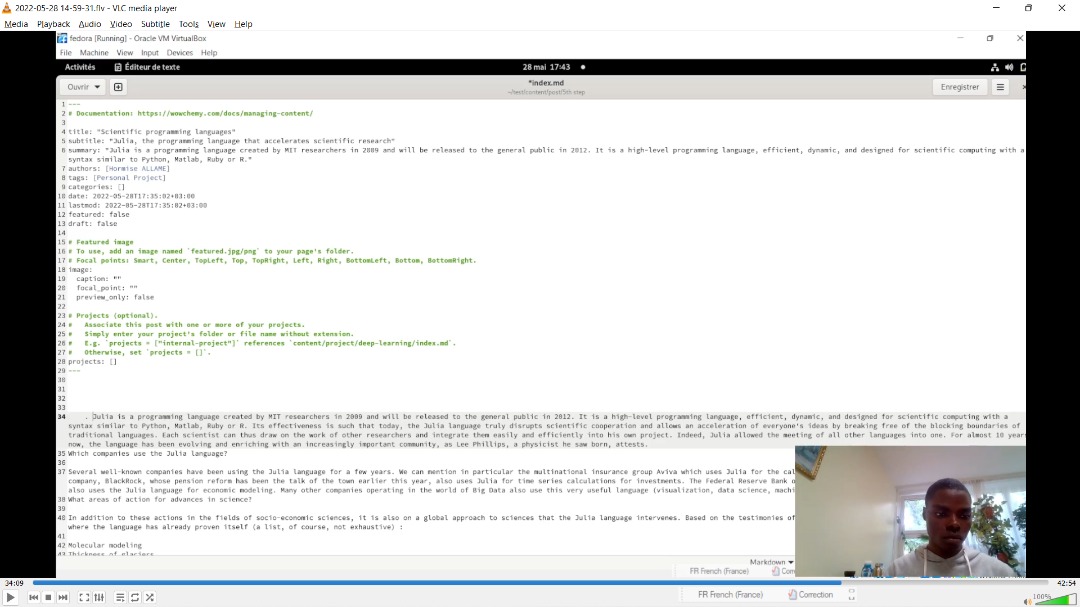 2022-05-28 14-59-31.flv - VLC media player
Media Playback Audio Video Subtitle Tools View Help
fedora [Running] - Oracle VM VirtualBox
File Machine View Input Devices Help
Activités Éditeur de texte 28 mai 17:43
Ouvrir *index.md Enregistrer
~/test/content/post/5th-step
1 ---
2 # Documentation: https://wowchemy.com/docs/managing-content/
3
4 title: "Scientific programming languages"
5 subtitle: "Julia, the programming language that accelerates scientific research"
6 summary: "Julia is a programming language created by MIT researchers in 2009 and will be released to the general public in 2012. It is a high-level programming language, efficient, dynamic, and designed for scientific computing with a
syntax similar to Python, Matlab, Ruby or R."
7 authors: [Hormise ALLAME]
8 tags: [Personal Project]
9 categories: []
10 date: 2022-05-28T17:35:02+03:00
11 lastmod: 2022-05-28T17:35:02+03:00
12 featured: false
13 draft: false
14
15 # Featured image
16 # To use, add an image named `featured.jpg/png` to your page's folder.
17 # Focal points: Smart, Center, TopLeft, Top, TopRight, Left, Right, BottomLeft, Bottom, BottomRight.
18 image:
19 caption: ""
20 focal_point: ""
21 preview_only: false
22
23 # Projects (optional).
24 # Associate this post with one or more of your projects.
25 # Simply enter your project's folder or file name without extension.
26 # E.g. `projects = ["internal-project"]` references `content/project/deep-learning/index.md`.
27 # Otherwise, set `projects = []`.
28 projects: []
29 ---
30
31
32
33
34 . Julia is a programming language created by MIT researchers in 2009 and will be released to the general public in 2012. It is a high-level programming language, efficient, dynamic, and designed for scientific computing with a
syntax similar to Python, Matlab, Ruby or R. Its effectiveness is such that today, the Julia language truly disrupts scientific cooperation and allows an acceleration of everyone's ideas by breaking free of the blocking boundaries of
traditional languages. Each scientist can thus draw on the work of other researchers and integrate them easily and efficiently into his own project. Indeed, Julia allowed the meeting of all other languages into one. For almost 10 years
now, the language has been evolving and enriching with an increasingly important community, as Lee Phillips, a physicist he saw born, attests.
35 Which companies use the Julia language?
36
37 Several well-known companies have been using the Julia language for a few years. We can mention in particular the multinational insurance group Aviva which uses Julia for the cal
company, BlackRock, whose pension reform has been the talk of the town earlier this year, also uses Julia for time series calculations for investments. The Federal Reserve Bank o
also uses the Julia language for economic modeling. Many other companies operating in the world of Big Data also use this very useful language (visualization, data science, machi
38 What areas of action for advances in science?
39
40 In addition to these actions in the fields of socio-economic sciences, it is also on a global approach to sciences that the Julia language intervenes. Based on the testimonies of
where the language has already proven itself (a list, of course, not exhaustive) :
41
42 Molecular modeling
43 Thickness of glaciers
Markdown
FR French (France) Com
FR French (France) Correction
34:09 42:54
100%